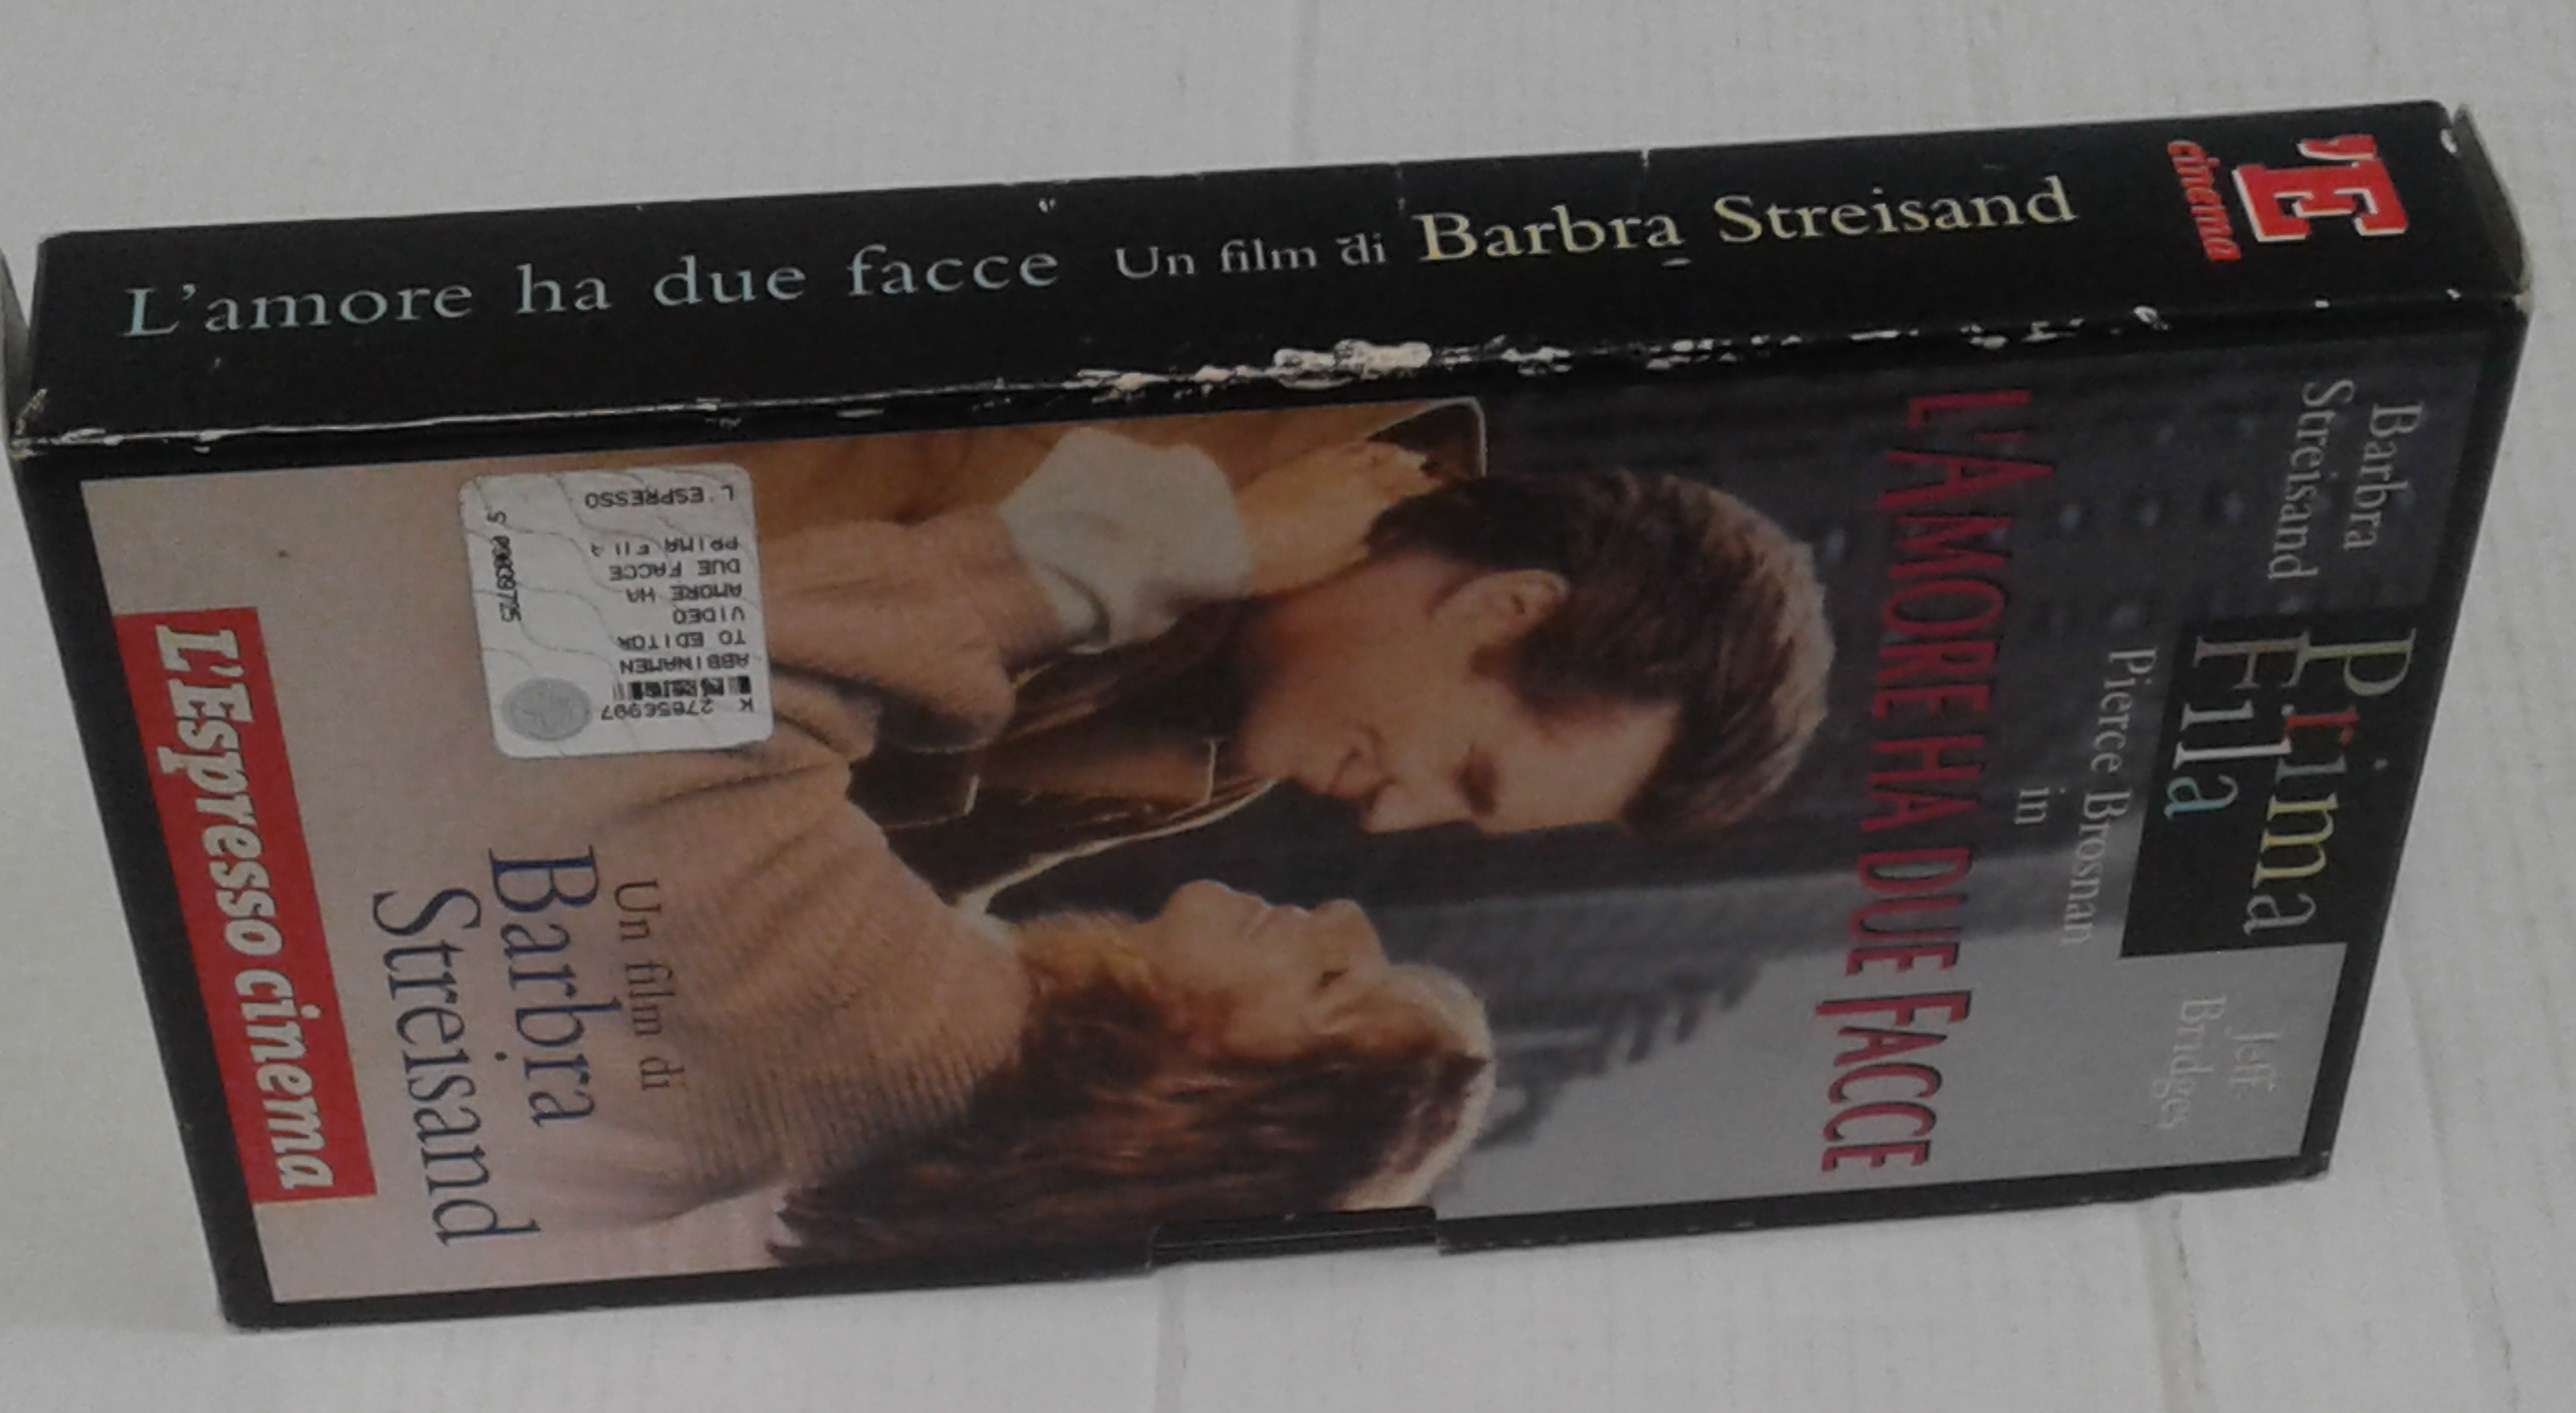 L'amore ha due facce Un film di Barbra Streisand
E
cinema
Barbra
Streisand
Prima
Fila
Jeff
Bridges
Pierce Brosnan
in
L'AMORE HA DUE FACCE
Un film di
Barbra
Streisand
L'Espresso cinema
K 27856997
ABBINAMEN
TO EDITOR
VIDEO
AMORE HA
DUE FACCE
PRIMA FILA
L'ESPRESSO